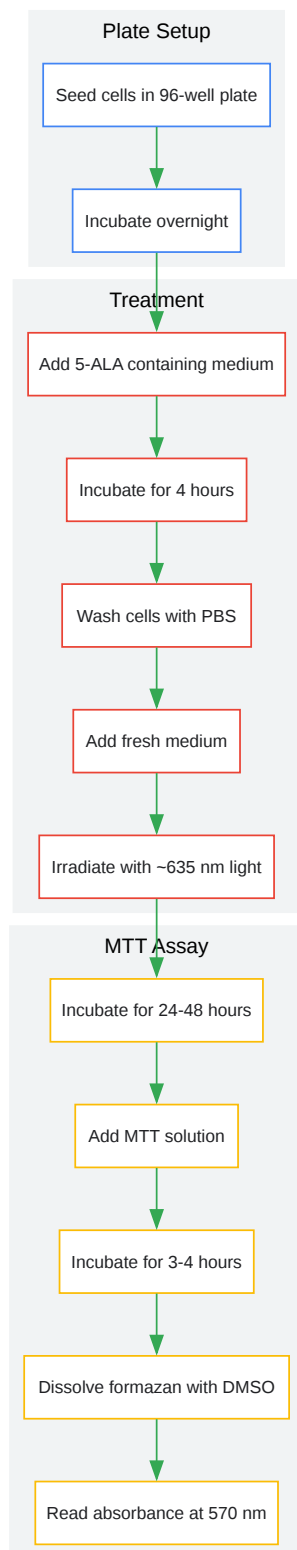 Plate Setup
Seed cells in 96-well plate
Incubate overnight
Treatment
Add 5-ALA containing medium
Incubate for 4 hours
Wash cells with PBS
Add fresh medium
Irradiate with ~635 nm light
MTT Assay
Incubate for 24-48 hours
Add MTT solution
Incubate for 3-4 hours
Dissolve formazan with DMSO
Read absorbance at 570 nm